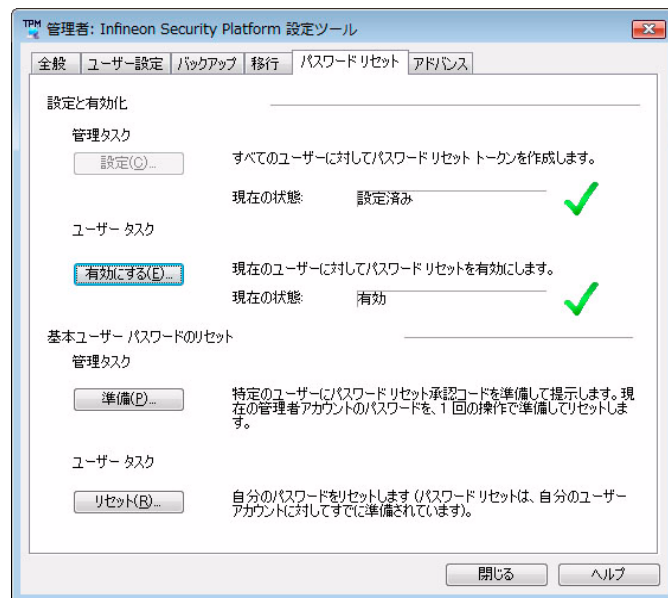 TPM 管理者: Infineon Security Platform 設定ツール
全般 ユーザー設定 バックアップ 移行 パスワード リセット アドバンス
設定と有効化
管理タスク
設定(C)... すべてのユーザーに対してパスワード リセット トークンを作成します。
現在の状態: 設定済み
ユーザー タスク
有効にする(E)... 現在のユーザーに対してパスワード リセットを有効にします。
現在の状態: 有効
基本ユーザー パスワードのリセット
管理タスク
準備(P)... 特定のユーザーにパスワード リセット承認コードを準備して提示します。現
在の管理者アカウントのパスワードを、1 回の操作で準備してリセットしま
す。
ユーザー タスク
リセット(R)... 自分のパスワードをリセットします (パスワード リセットは、自分のユーザー
アカウントに対してすでに準備されています)。
閉じる ヘルプ